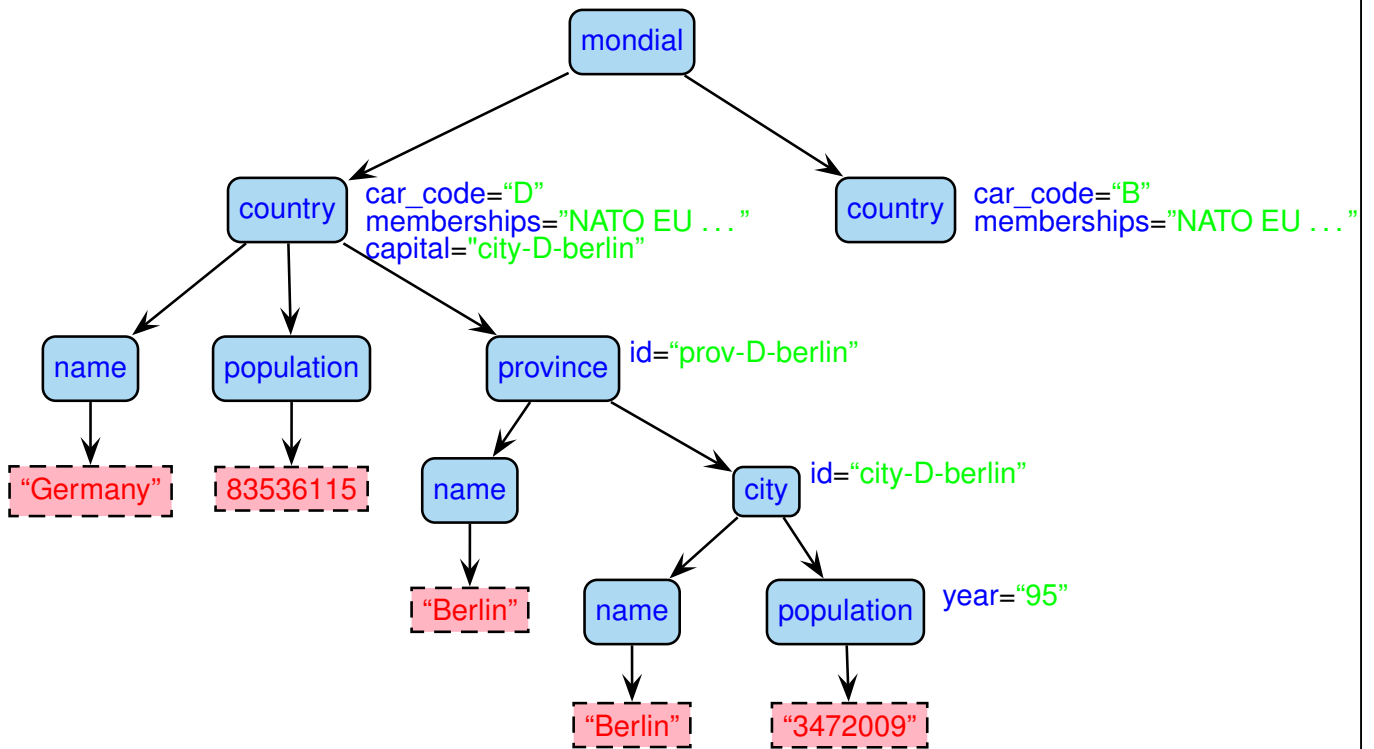 mondial
country
car_code=“D”
memberships=”NATO EU . . . ”
capital="city-D-berlin”
country
car_code=“B”
memberships=”NATO EU . . . ”
name
population
province
id=“prov-D-berlin”
“Germany”
83536115
name
city
id=“city-D-berlin”
“Berlin”
name
population
year=“95”
“Berlin”
“3472009”